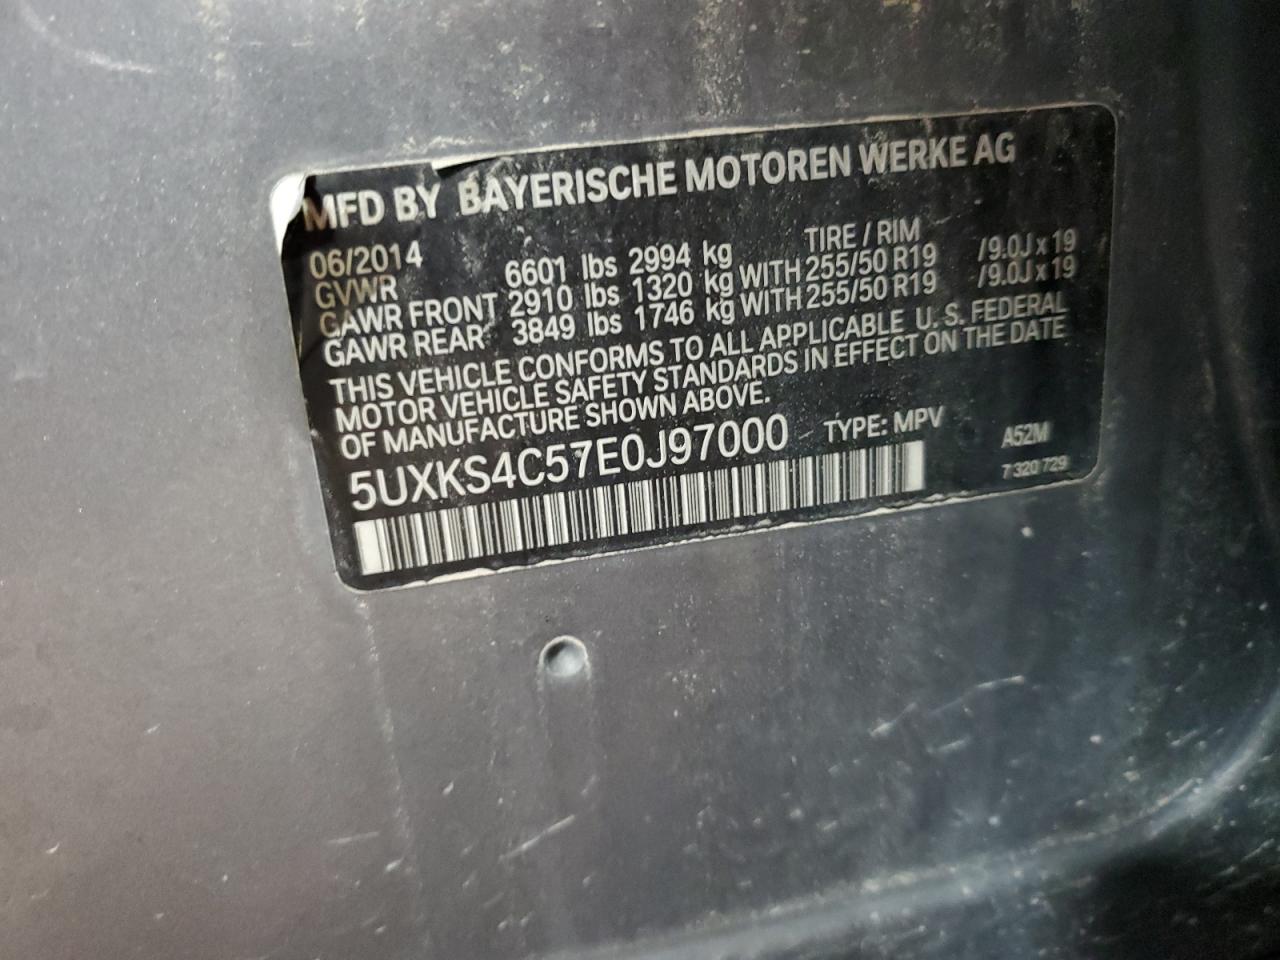 MFD BY BAYERISCHE MOTOREN WERKE AG
06/2014 TIRE / RIM
GVWR 6601 lbs 2994 kg
GAWR FRONT 2910 lbs 1320 kg WITH 255/50 R19 /9.0J x 19
GAWR REAR 3849 lbs 1746 kg WITH 255/50 R19 /9.0J x 19
THIS VEHICLE CONFORMS TO ALL APPLICABLE U. S. FEDERAL
MOTOR VEHICLE SAFETY STANDARDS IN EFFECT ON THE DATE
OF MANUFACTURE SHOWN ABOVE.
5UXKS4C57E0J97000 TYPE: MPV A52M
7 320 729